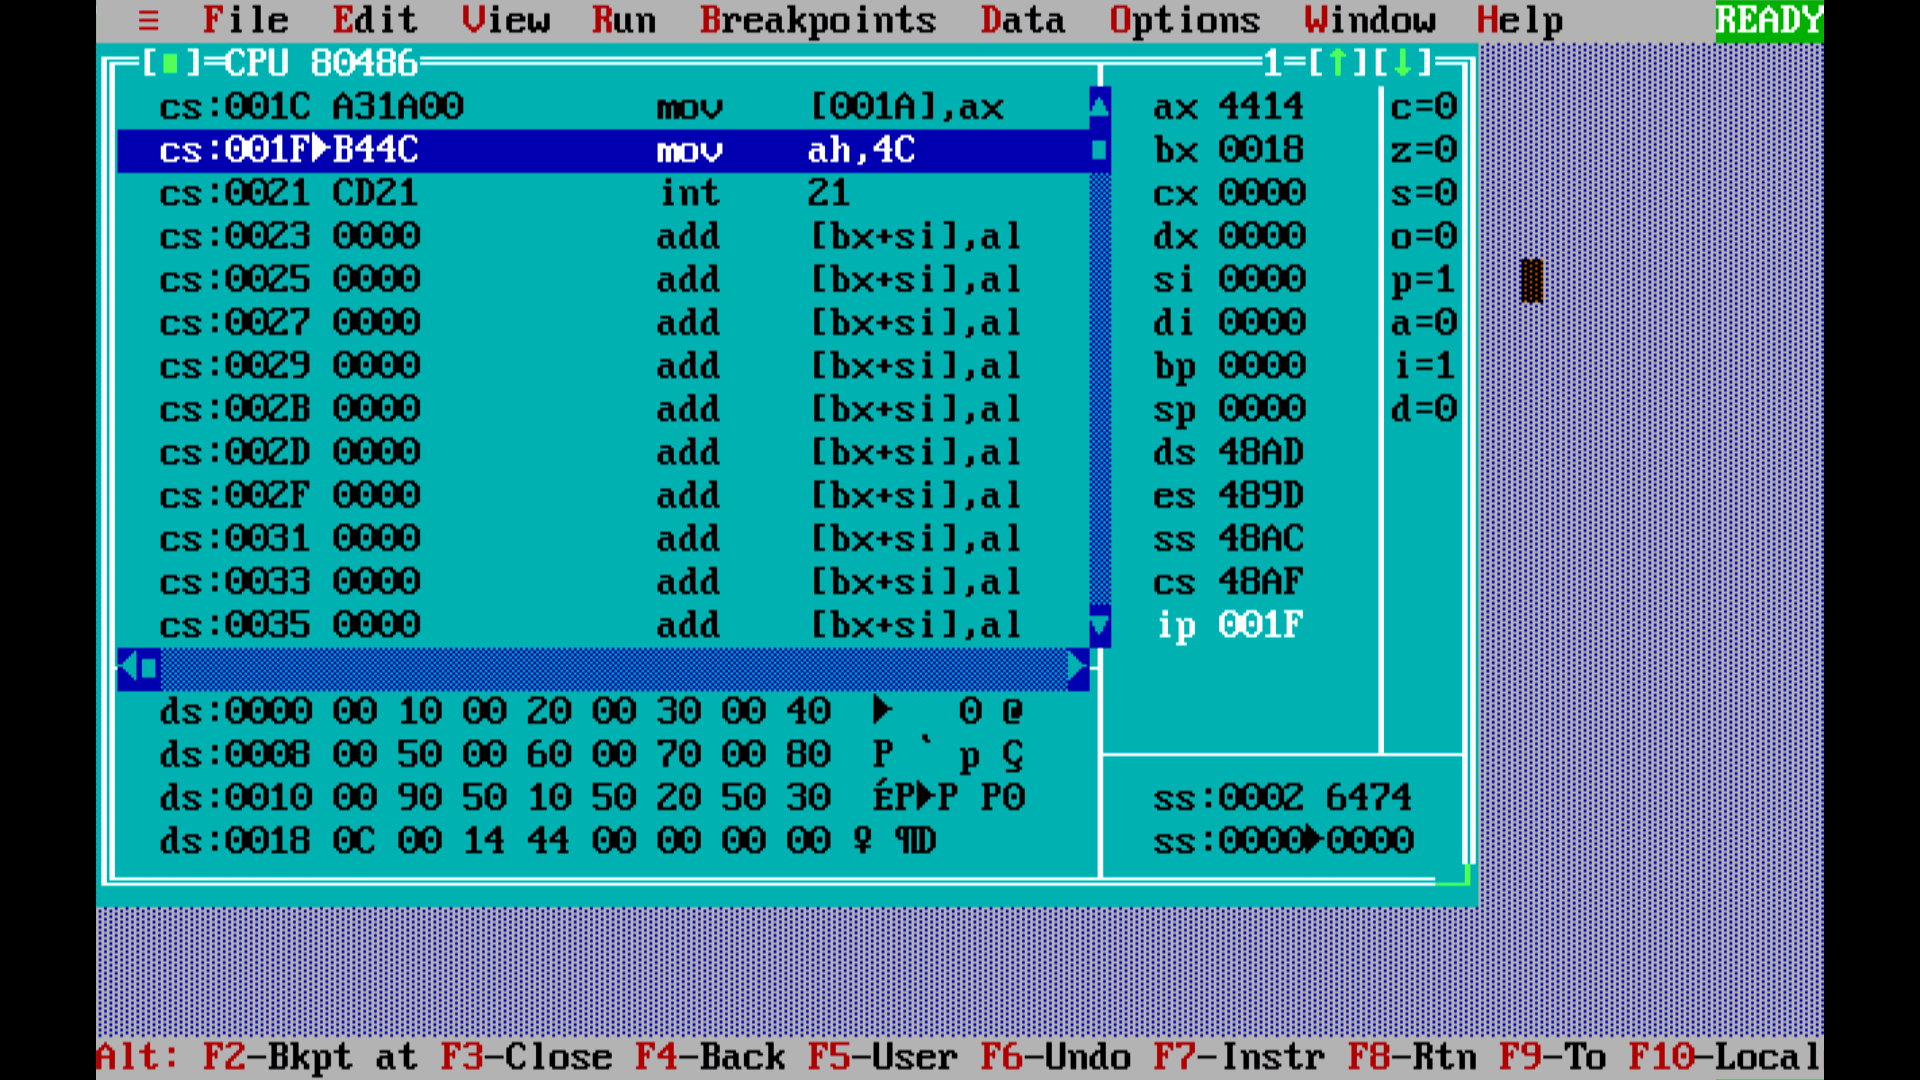 ≡ File Edit View Run Breakpoints Data Options Window Help READY
[■]=CPU 80486 1=[↑][↓]
cs:001C A31A00 mov [001A],ax ax 4414 c=0
cs:001F►B44C mov ah,4C bx 0018 z=0
cs:0021 CD21 int 21 cx 0000 s=0
cs:0023 0000 add [bx+si],al dx 0000 o=0
cs:0025 0000 add [bx+si],al si 0000 p=1
cs:0027 0000 add [bx+si],al di 0000 a=0
cs:0029 0000 add [bx+si],al bp 0000 i=1
cs:002B 0000 add [bx+si],al sp 0000 d=0
cs:002D 0000 add [bx+si],al ds 48AD
cs:002F 0000 add [bx+si],al es 489D
cs:0031 0000 add [bx+si],al ss 48AC
cs:0033 0000 add [bx+si],al cs 48AF
cs:0035 0000 add [bx+si],al ip 001F
ds:0000 00 10 00 20 00 30 00 40 ► 0 @
ds:0008 00 50 00 60 00 70 00 80 P ` p Ç
ds:0010 00 90 50 10 50 20 50 30 ÉP►P P0 ss:0002 6474
ds:0018 0C 00 14 44 00 00 00 00 ♀ ¶D ss:0000►0000
Alt: F2-Bkpt at F3-Close F4-Back F5-User F6-Undo F7-Instr F8-Rtn F9-To F10-Local